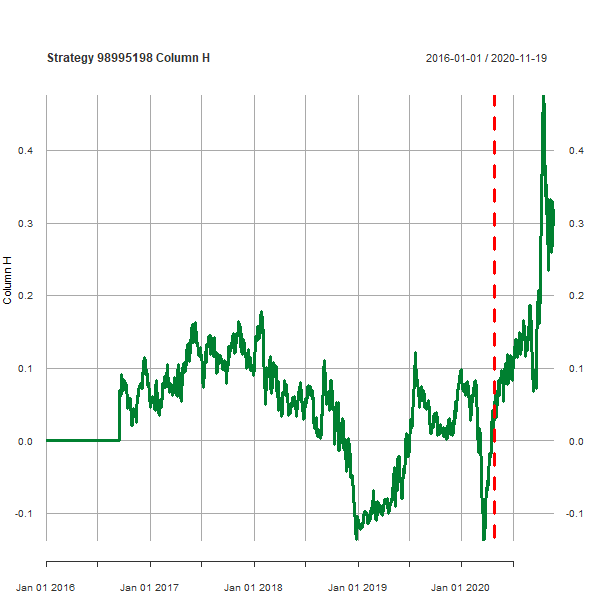 Strategy 98995198 Column H
2016-01-01 / 2020-11-19
Column H
0.4
0.3
0.2
0.1
0.0
-0.1
0.4
0.3
0.2
0.1
0.0
-0.1
Jan 01 2016
Jan 01 2017
Jan 01 2018
Jan 01 2019
Jan 01 2020